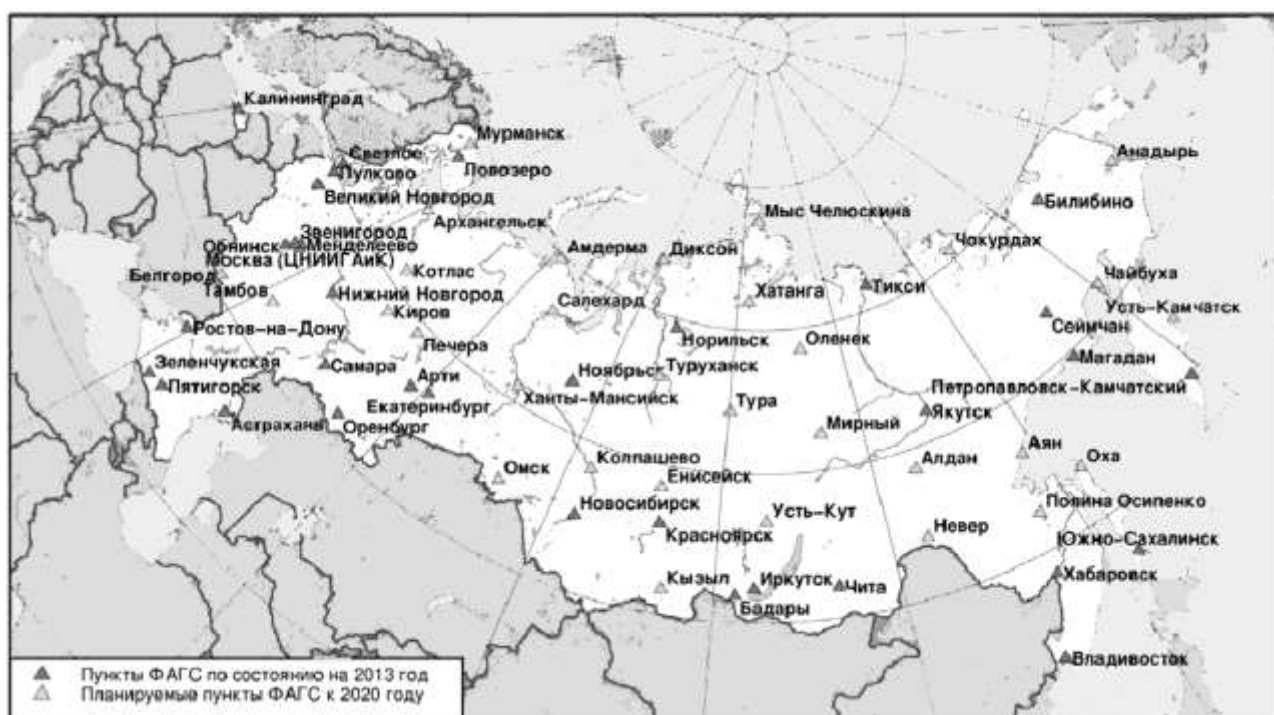 Калининград
Мурманск
Светлое
Пулково
Ловозеро
Анадырь
Великий Новгород
Билибино
Архангельск
Мыс Челюскина
Звенигород
Обнинск
Менделеево
Чокурдах
Москва (ЦНИИГАиК)
Амдерма
Диксон
Белгород
Котлас
Чайбуха
Тамбов
Нижний Новгород
Салехард
Хатанга
Тикси
Усть-Камчатск
Киров
Сеймчан
Ростов-на-Дону
Печера
Норильск
Оленек
Магадан
Зеленчукская
Самара
Ноябрьск
Туруханск
Пятигорск
Арти
Ханты-Мансийск
Петропавловск-Камчатский
Екатеринбург
Тура
Якутск
Астрахань
Оренбург
Мирный
Аян
Омск
Колпашево
Алдан
Оха
Енисейск
Новосибирск
Полина Осипенко
Усть-Кут
Невер
Красноярск
Южно-Сахалинск
Кызыл
Иркутск
Чита
Хабаровск
Бадары
Владивосток
Пункты ФАГС по состоянию на 2013 год
Планируемые пункты ФАГС к 2020 году